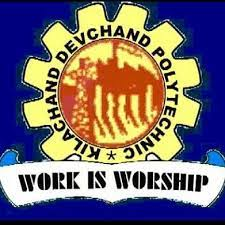 KILACHAND DEVCHAND POLYTECHNIC
WORK IS WORSHIP